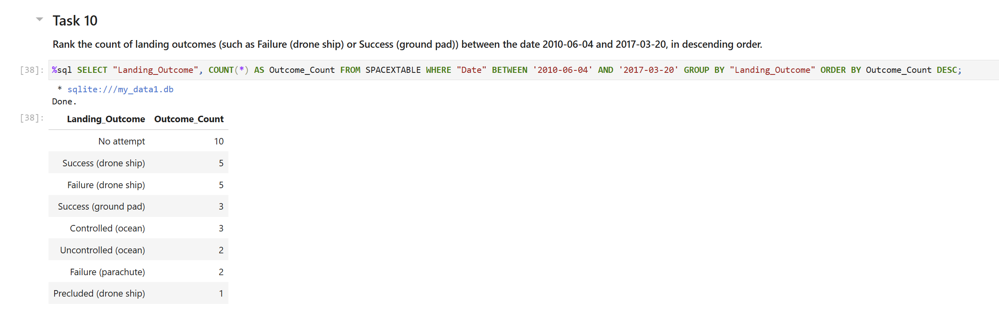 Task 10
Rank the count of landing outcomes (such as Failure (drone ship) or Success (ground pad)) between the date 2010-06-04 and 2017-03-20, in descending order.
[38]: %sql SELECT "Landing_Outcome", COUNT(*) AS Outcome_Count FROM SPACEXTABLE WHERE "Date" BETWEEN '2010-06-04' AND '2017-03-20' GROUP BY "Landing_Outcome" ORDER BY Outcome_Count DESC;
* sqlite:///my_data1.db
Done.
[38]: Landing_Outcome Outcome_Count
No attempt 10
Success (drone ship) 5
Failure (drone ship) 5
Success (ground pad) 3
Controlled (ocean) 3
Uncontrolled (ocean) 2
Failure (parachute) 2
Precluded (drone ship) 1